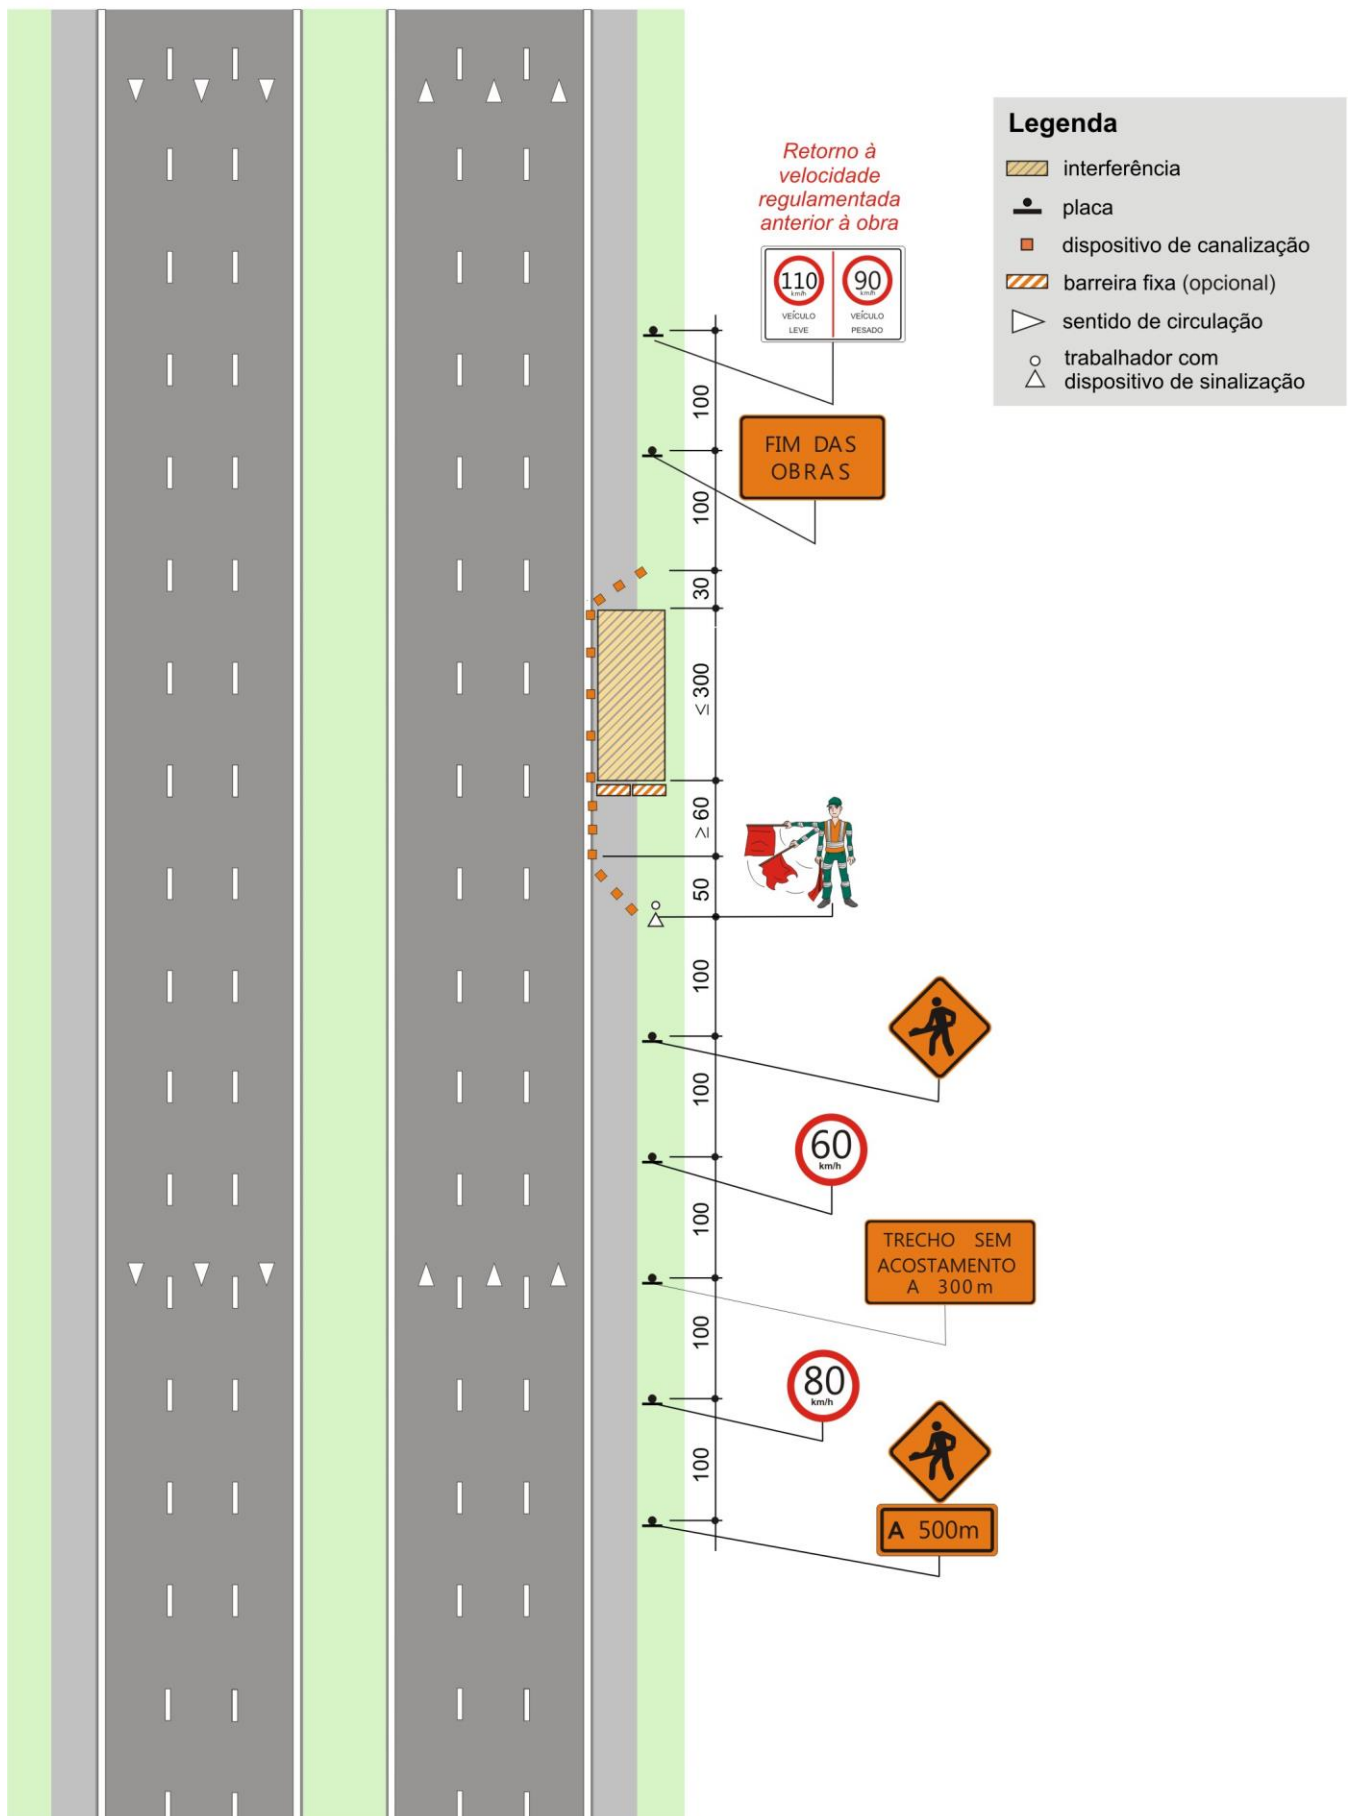 Retorno à
velocidade
regulamentada
anterior à obra
110
km/h
VEÍCULO
LEVE
90
km/h
VEÍCULO
PESADO
Legenda
interferência
placa
dispositivo de canalização
barreira fixa (opcional)
sentido de circulação
trabalhador com
dispositivo de sinalização
100
FIM DAS
OBRAS
100
30
≤ 300
≥ 60
50
100
100
60
km/h
100
TRECHO SEM
ACOSTAMENTO
A 300 m
100
80
km/h
100
A 500m